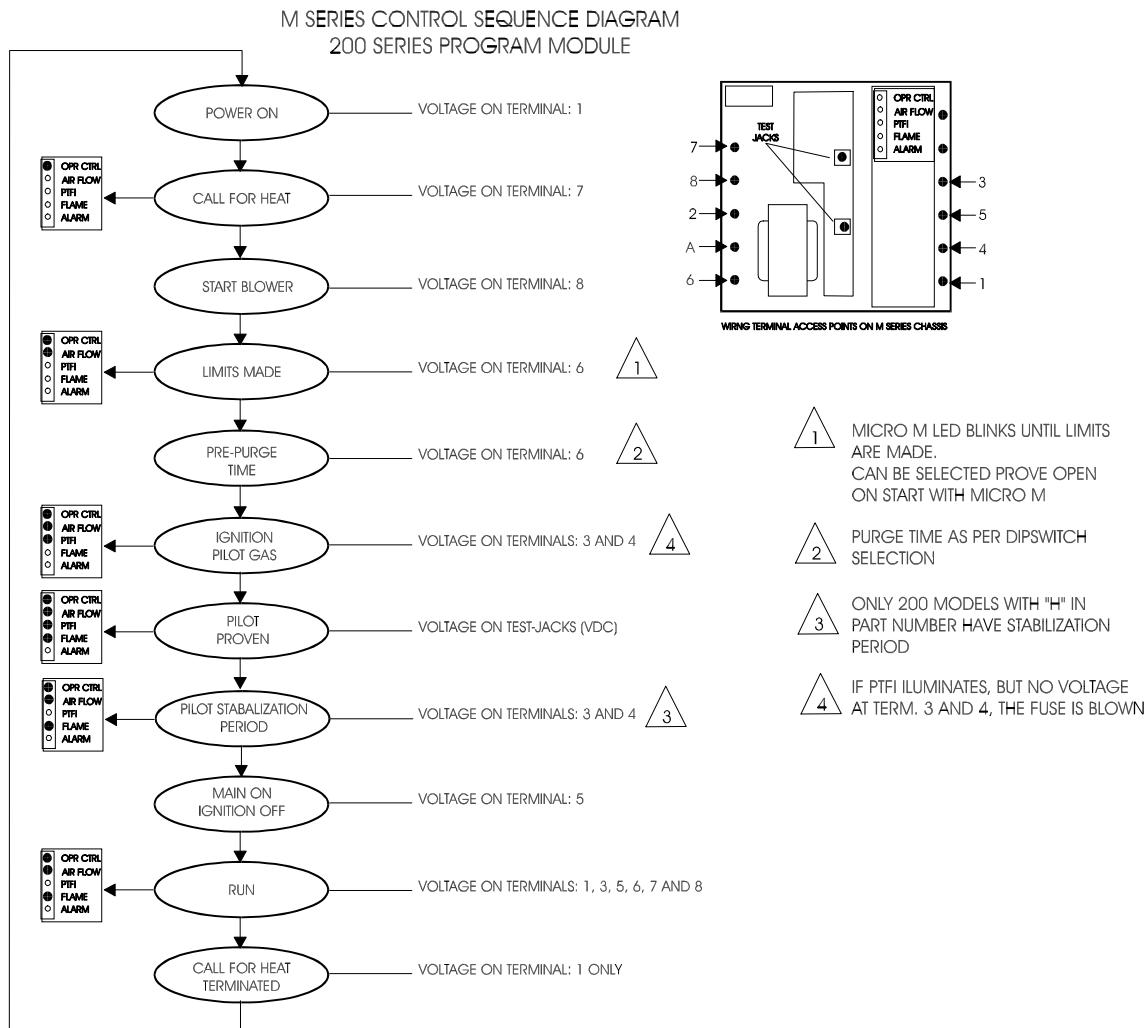 M SERIES CONTROL SEQUENCE DIAGRAM
200 SERIES PROGRAM MODULE
POWER ON
VOLTAGE ON TERMINAL: 1
OPR CTRL
AIR FLOW
PTFI
FLAME
ALARM
CALL FOR HEAT
VOLTAGE ON TERMINAL: 7
START BLOWER
VOLTAGE ON TERMINAL: 8
OPR CTRL
AIR FLOW
PTFI
FLAME
ALARM
LIMITS MADE
VOLTAGE ON TERMINAL: 6
1
PRE-PURGE
TIME
VOLTAGE ON TERMINAL: 6
2
OPR CTRL
AIR FLOW
PTFI
FLAME
ALARM
IGNITION
PILOT GAS
VOLTAGE ON TERMINALS: 3 AND 4
4
OPR CTRL
AIR FLOW
PTFI
FLAME
ALARM
PILOT
PROVEN
VOLTAGE ON TEST-JACKS (VDC)
OPR CTRL
AIR FLOW
PTFI
FLAME
ALARM
PILOT STABALIZATION
PERIOD
VOLTAGE ON TERMINALS: 3 AND 4
3
MAIN ON
IGNITION OFF
VOLTAGE ON TERMINAL: 5
OPR CTRL
AIR FLOW
PTFI
FLAME
ALARM
RUN
VOLTAGE ON TERMINALS: 1, 3, 5, 6, 7 AND 8
CALL FOR HEAT
TERMINATED
VOLTAGE ON TERMINAL: 1 ONLY
OPR CTRL
AIR FLOW
PTFI
FLAME
ALARM
TEST
JACKS
7
8
2
A
6
3
5
4
1
WIRNG TERMINAL ACCESS POINTS ON M SERIES CHASSIS
1
MICRO M LED BLINKS UNTIL LIMITS
ARE MADE.
CAN BE SELECTED PROVE OPEN
ON START WITH MICRO M
2
PURGE TIME AS PER DIPSWITCH
SELECTION
3
ONLY 200 MODELS WITH "H" IN
PART NUMBER HAVE STABILIZATION
PERIOD
4
IF PTFI ILUMINATES, BUT NO VOLTAGE
AT TERM. 3 AND 4, THE FUSE IS BLOWN